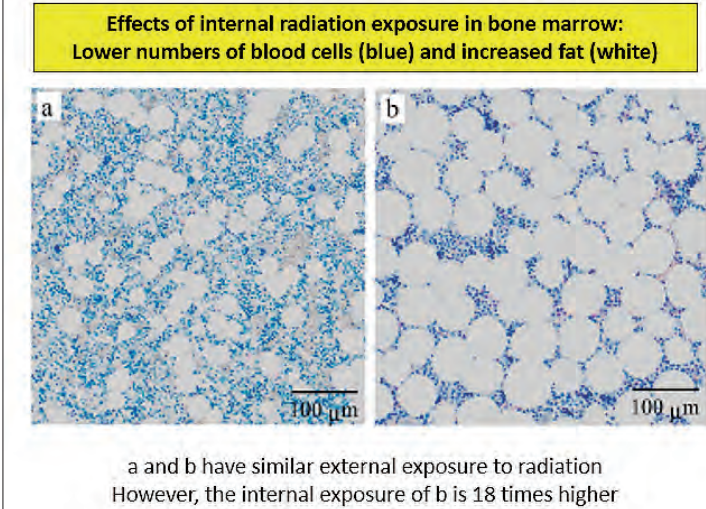 Effects of internal radiation exposure in bone marrow:
Lower numbers of blood cells (blue) and increased fat (white)
a
b
100 μm
100 μm
a and b have similar external exposure to radiation
However, the internal exposure of b is 18 times higher